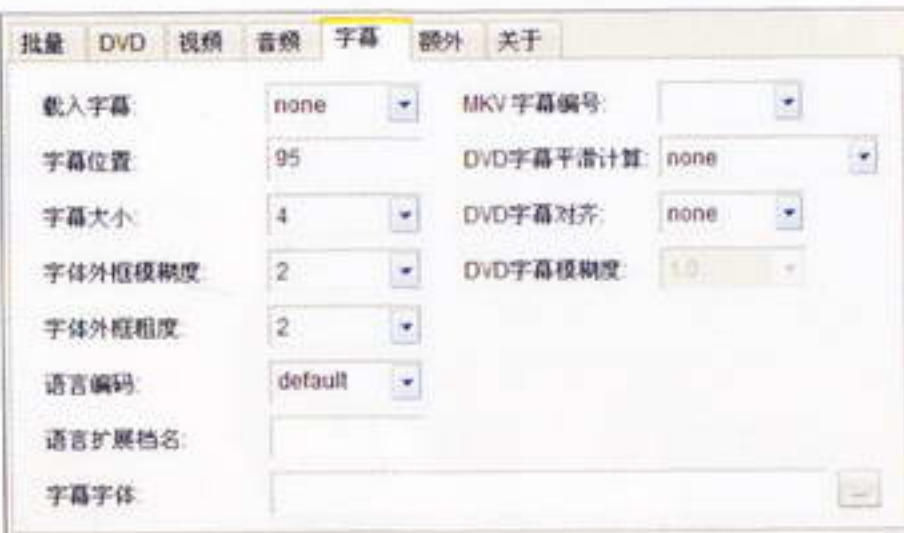 批量 DVD 视频 音频 字幕 额外 关于
载入字幕: none MKV 字幕编号:
字幕位置: 95 DVD字幕平滑计算: none
字幕大小: 4 DVD字幕对齐: none
字体外框模糊度: 2 DVD字幕模糊度: 1.0
字体外框粗度: 2
语言编码: default
语言扩展档名:
字幕字体:
...